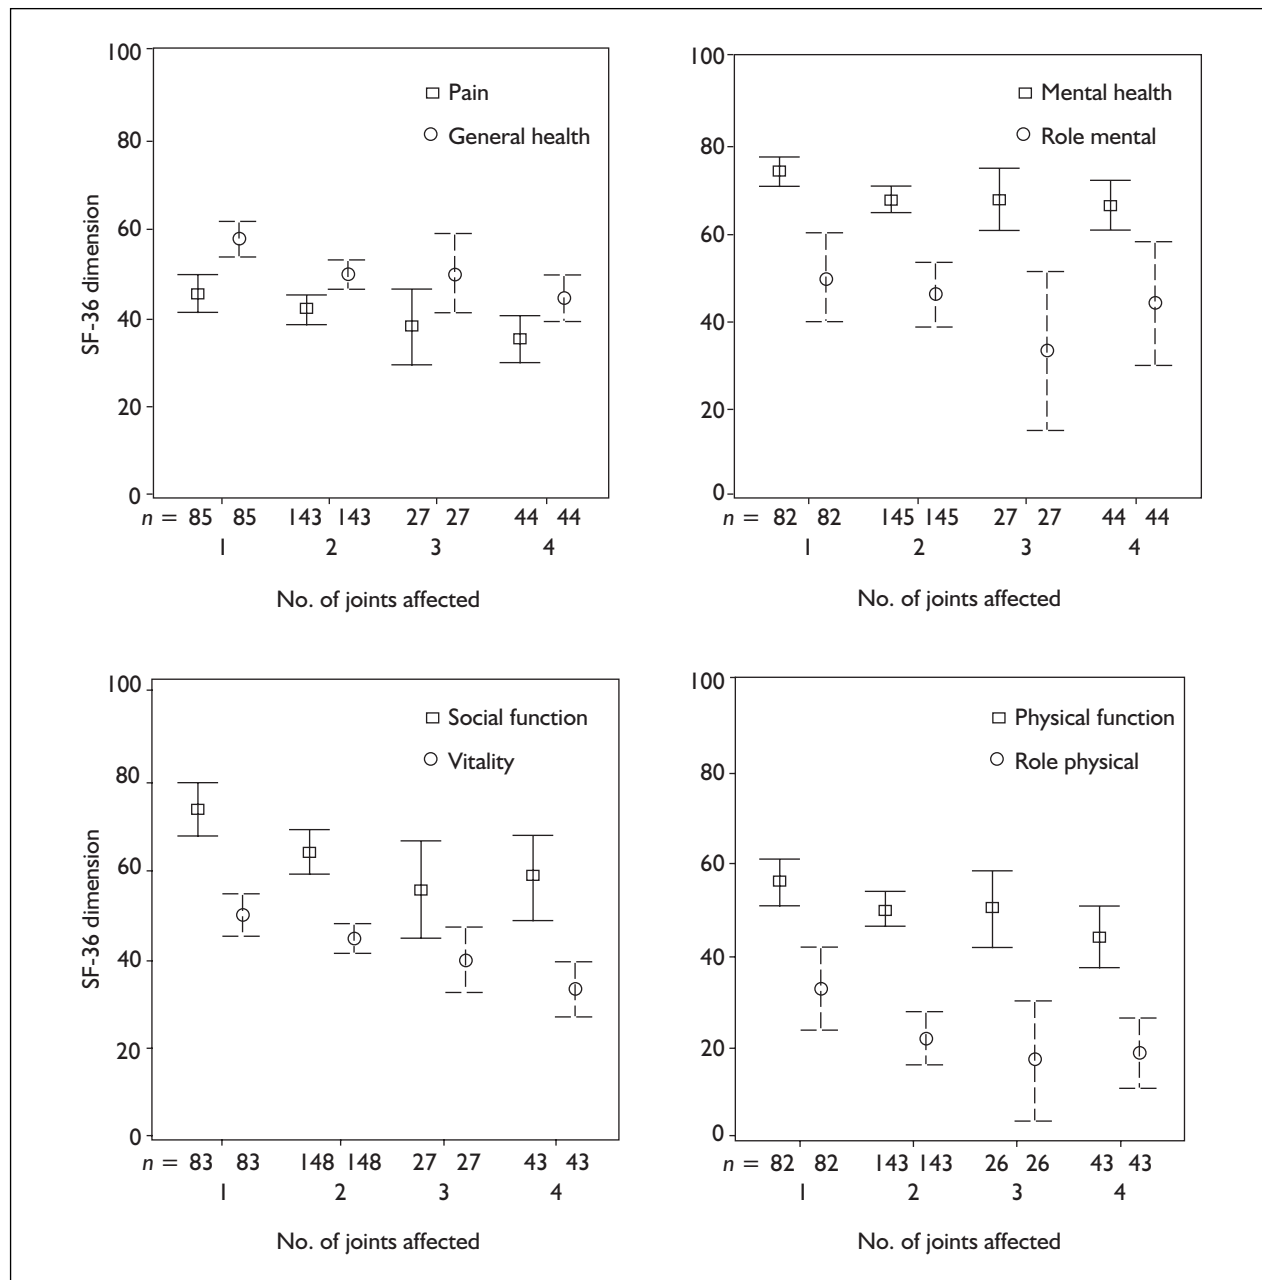 100
80
60
40
20
0
SF-36 dimension
Pain
General health
n = 85 85 143 143 27 27 44 44
1 2 3 4
No. of joints affected
100
80
60
40
20
0
Mental health
Role mental
n = 82 82 145 145 27 27 44 44
1 2 3 4
No. of joints affected
100
80
60
40
20
0
SF-36 dimension
Social function
Vitality
n = 83 83 148 148 27 27 43 43
1 2 3 4
No. of joints affected
100
80
60
40
20
0
Physical function
Role physical
n = 82 82 143 143 26 26 43 43
1 2 3 4
No. of joints affected